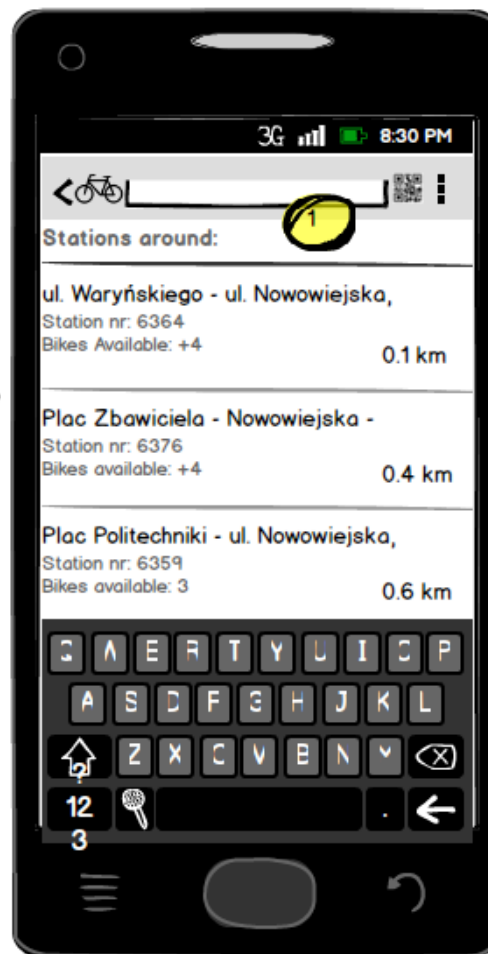 3G 8:30 PM
1
Stations around:
ul. Waryńskiego - ul. Nowowiejska,
Station nr: 6364
Bikes Available: +4
0.1 km
Plac Zbawiciela - Nowowiejska -
Station nr: 6376
Bikes available: +4
0.4 km
Plac Politechniki - ul. Nowowiejska,
Station nr: 6359
Bikes available: 3
0.6 km
E R T Y U I P
A S D F G H J K L
Z X C V B N
?
12
3
.